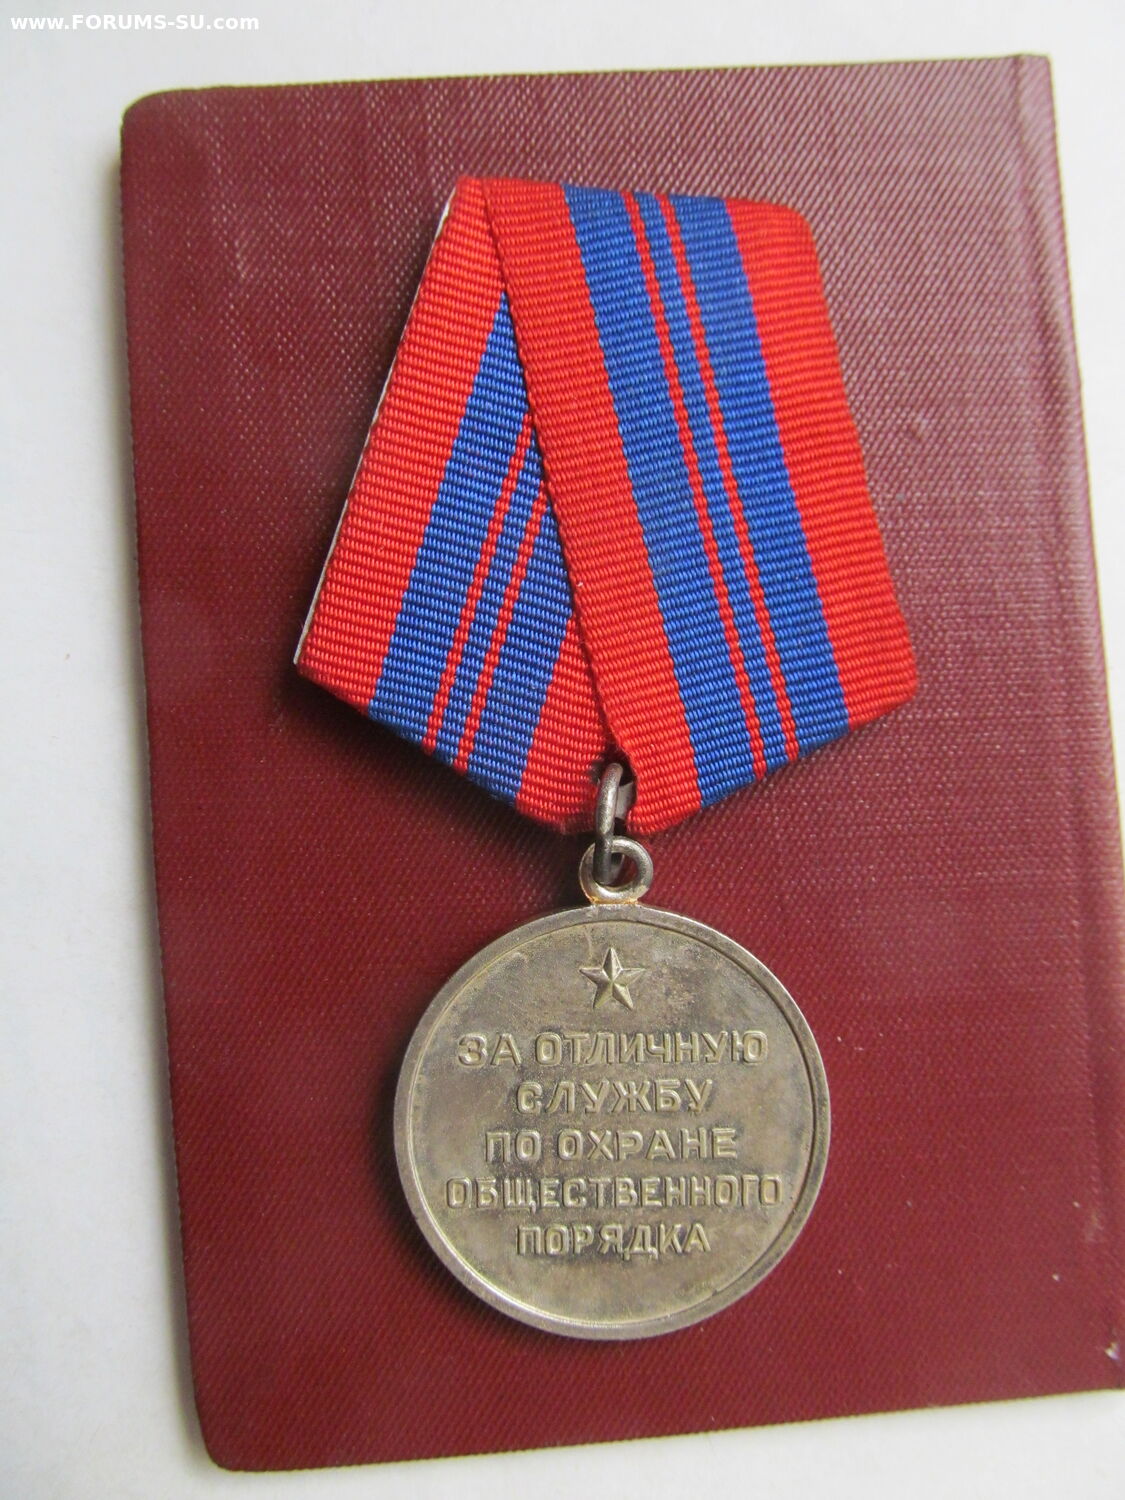 www.FORUMS-SU.com
ЗА ОТЛИЧНУЮ
СЛУЖБУ
ПО ОХРАНЕ
ОБЩЕСТВЕННОГО
ПОРЯДКА